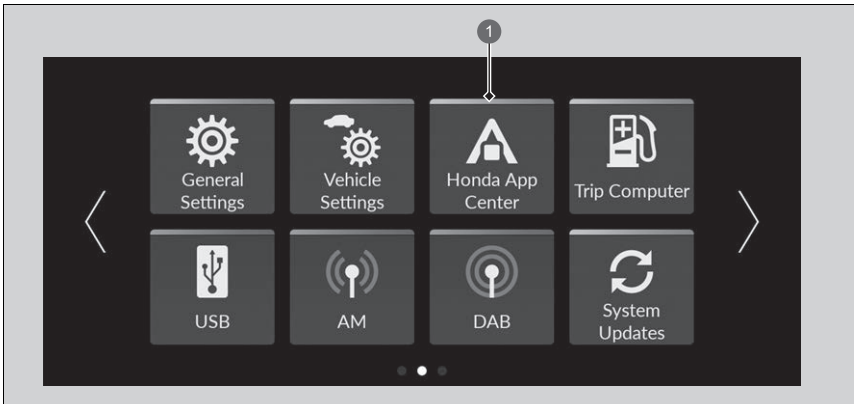 1
General
Settings
Vehicle
Settings
Honda App
Center
Trip Computer
USB
AM
DAB
System
Updates